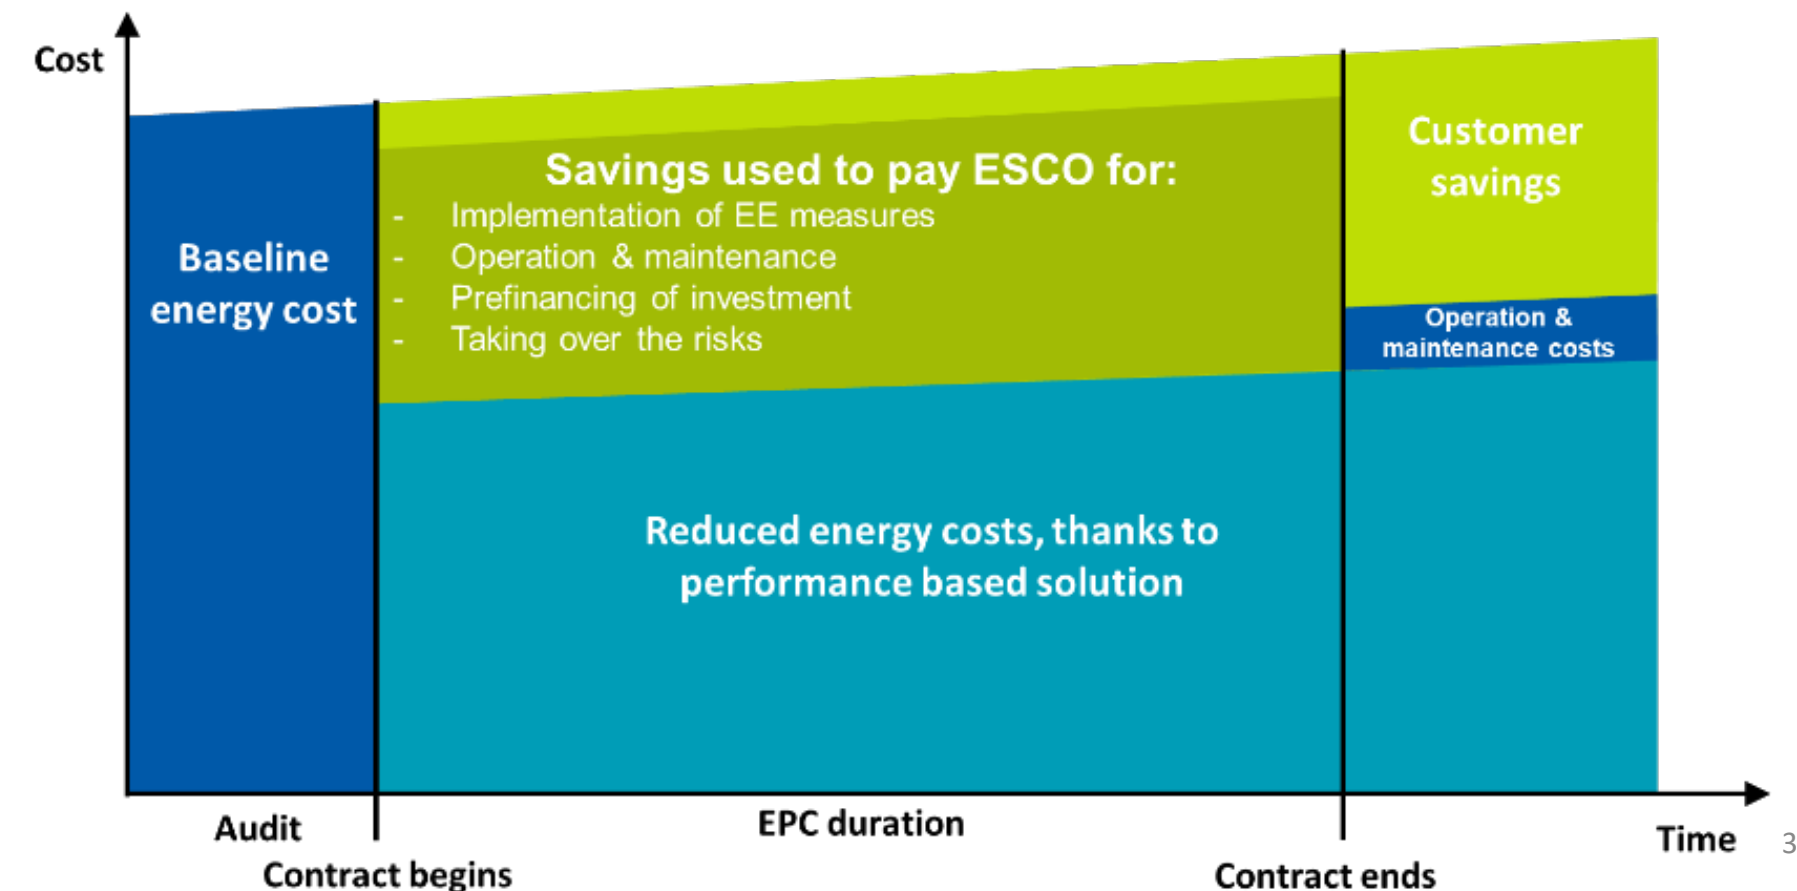 Cost
Baseline
energy cost
Savings used to pay ESCO for:
- Implementation of EE measures
- Operation & maintenance
- Prefinancing of investment
- Taking over the risks
Customer
savings
Operation &
maintenance costs
Reduced energy costs, thanks to
performance based solution
Audit
EPC duration
Time
3
Contract begins
Contract ends